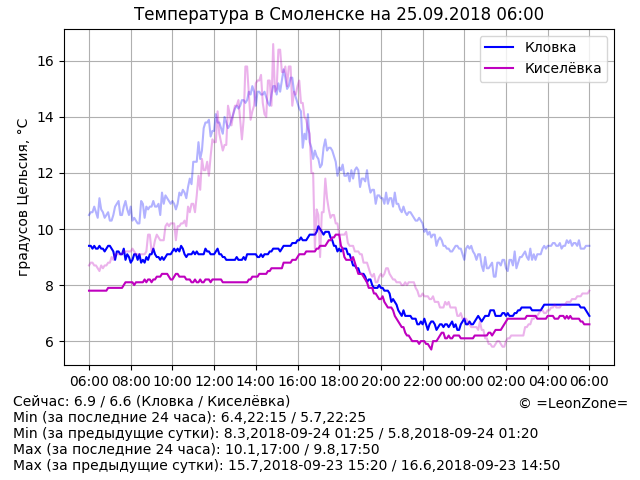 Температура в Смоленске на 25.09.2018 06:00
Кловка
Киселёвка
градусов Цельсия, °C
16
14
12
10
8
6
06:00 08:00 10:00 12:00 14:00 16:00 18:00 20:00 22:00 00:00 02:00 04:00 06:00
Сейчас: 6.9 / 6.6 (Кловка / Киселёвка)
© =LeonZone=
Min (за последние 24 часа): 6.4,22:15 / 5.7,22:25
Min (за предыдущие сутки): 8.3,2018-09-24 01:25 / 5.8,2018-09-24 01:20
Max (за последние 24 часа): 10.1,17:00 / 9.8,17:50
Max (за предыдущие сутки): 15.7,2018-09-23 15:20 / 16.6,2018-09-23 14:50